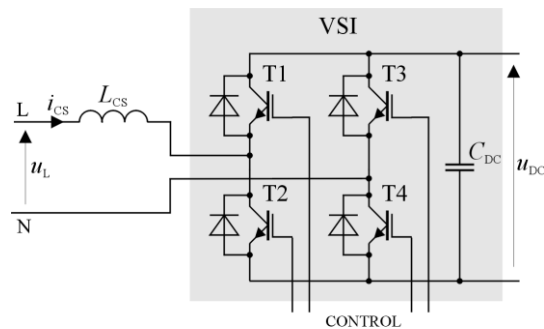 VSI
T1
T3
L
i_CS
L_CS
u_L
C_DC
u_DC
T2
T4
N
CONTROL